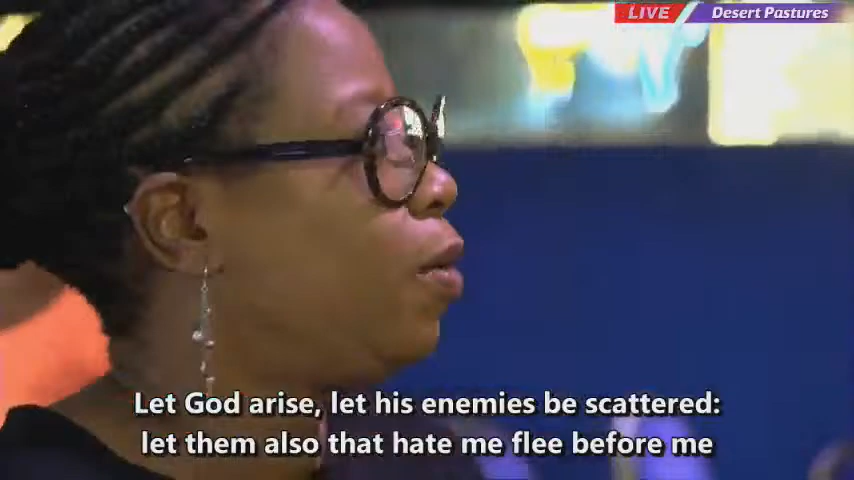 LIVE Desert Pastures
Let God arise, let his enemies be scattered:
let them also that hate me flee before me